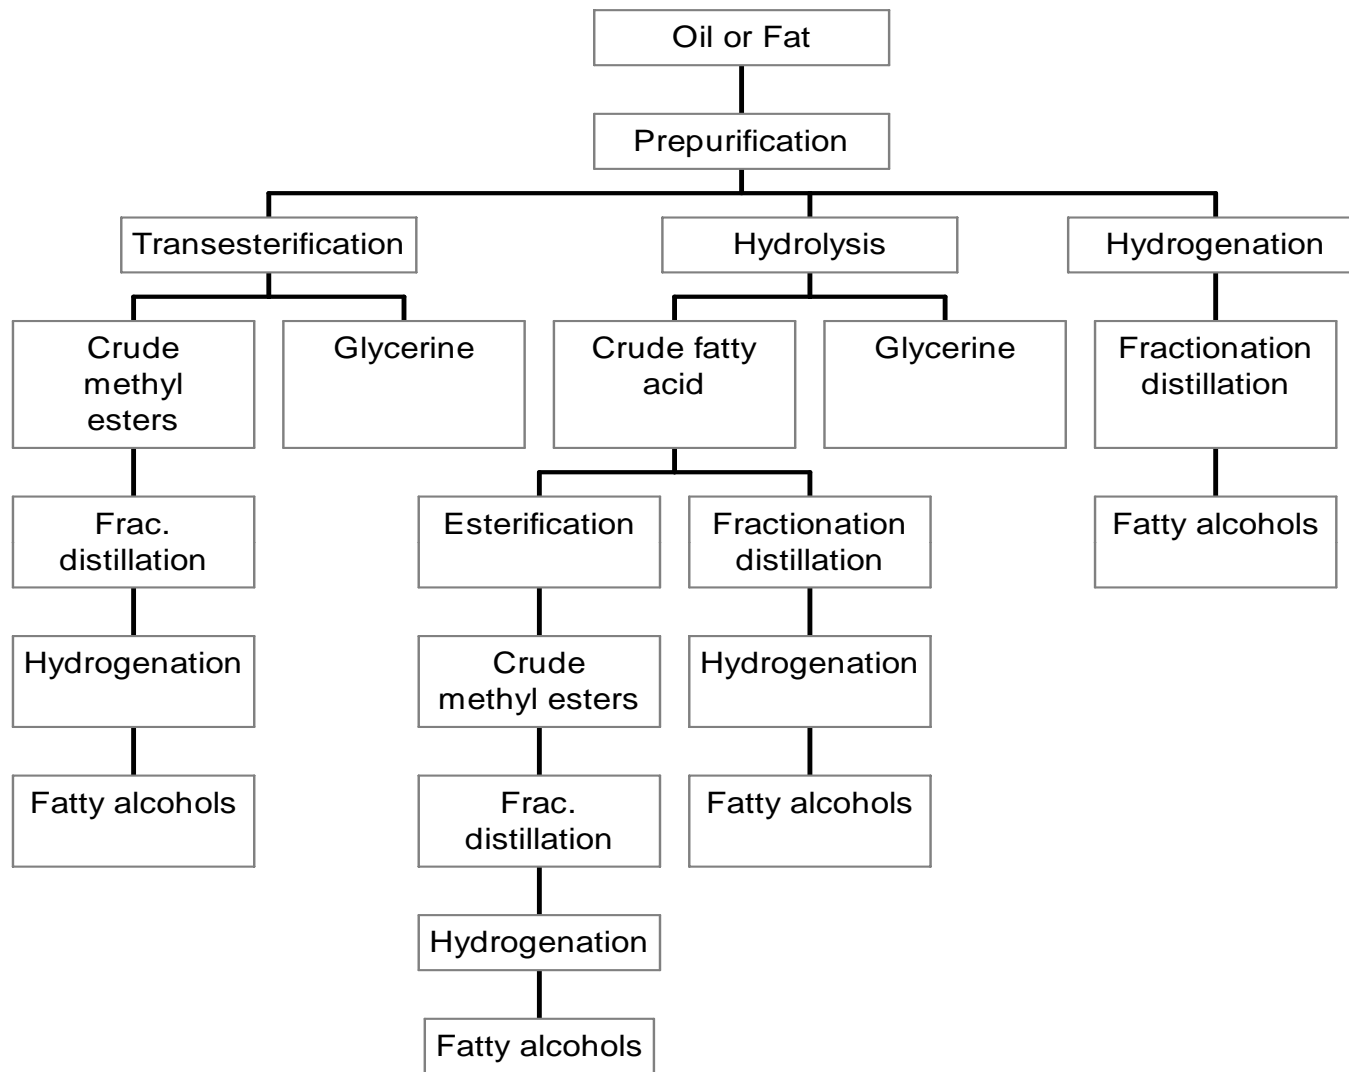 Oil or Fat
Prepurification
Transesterification
Hydrolysis
Hydrogenation
Crude
methyl
esters
Glycerine
Crude fatty
acid
Glycerine
Fractionation
distillation
Frac.
distillation
Esterification
Fractionation
distillation
Fatty alcohols
Hydrogenation
Crude
methyl esters
Hydrogenation
Fatty alcohols
Frac.
distillation
Fatty alcohols
Hydrogenation
Fatty alcohols